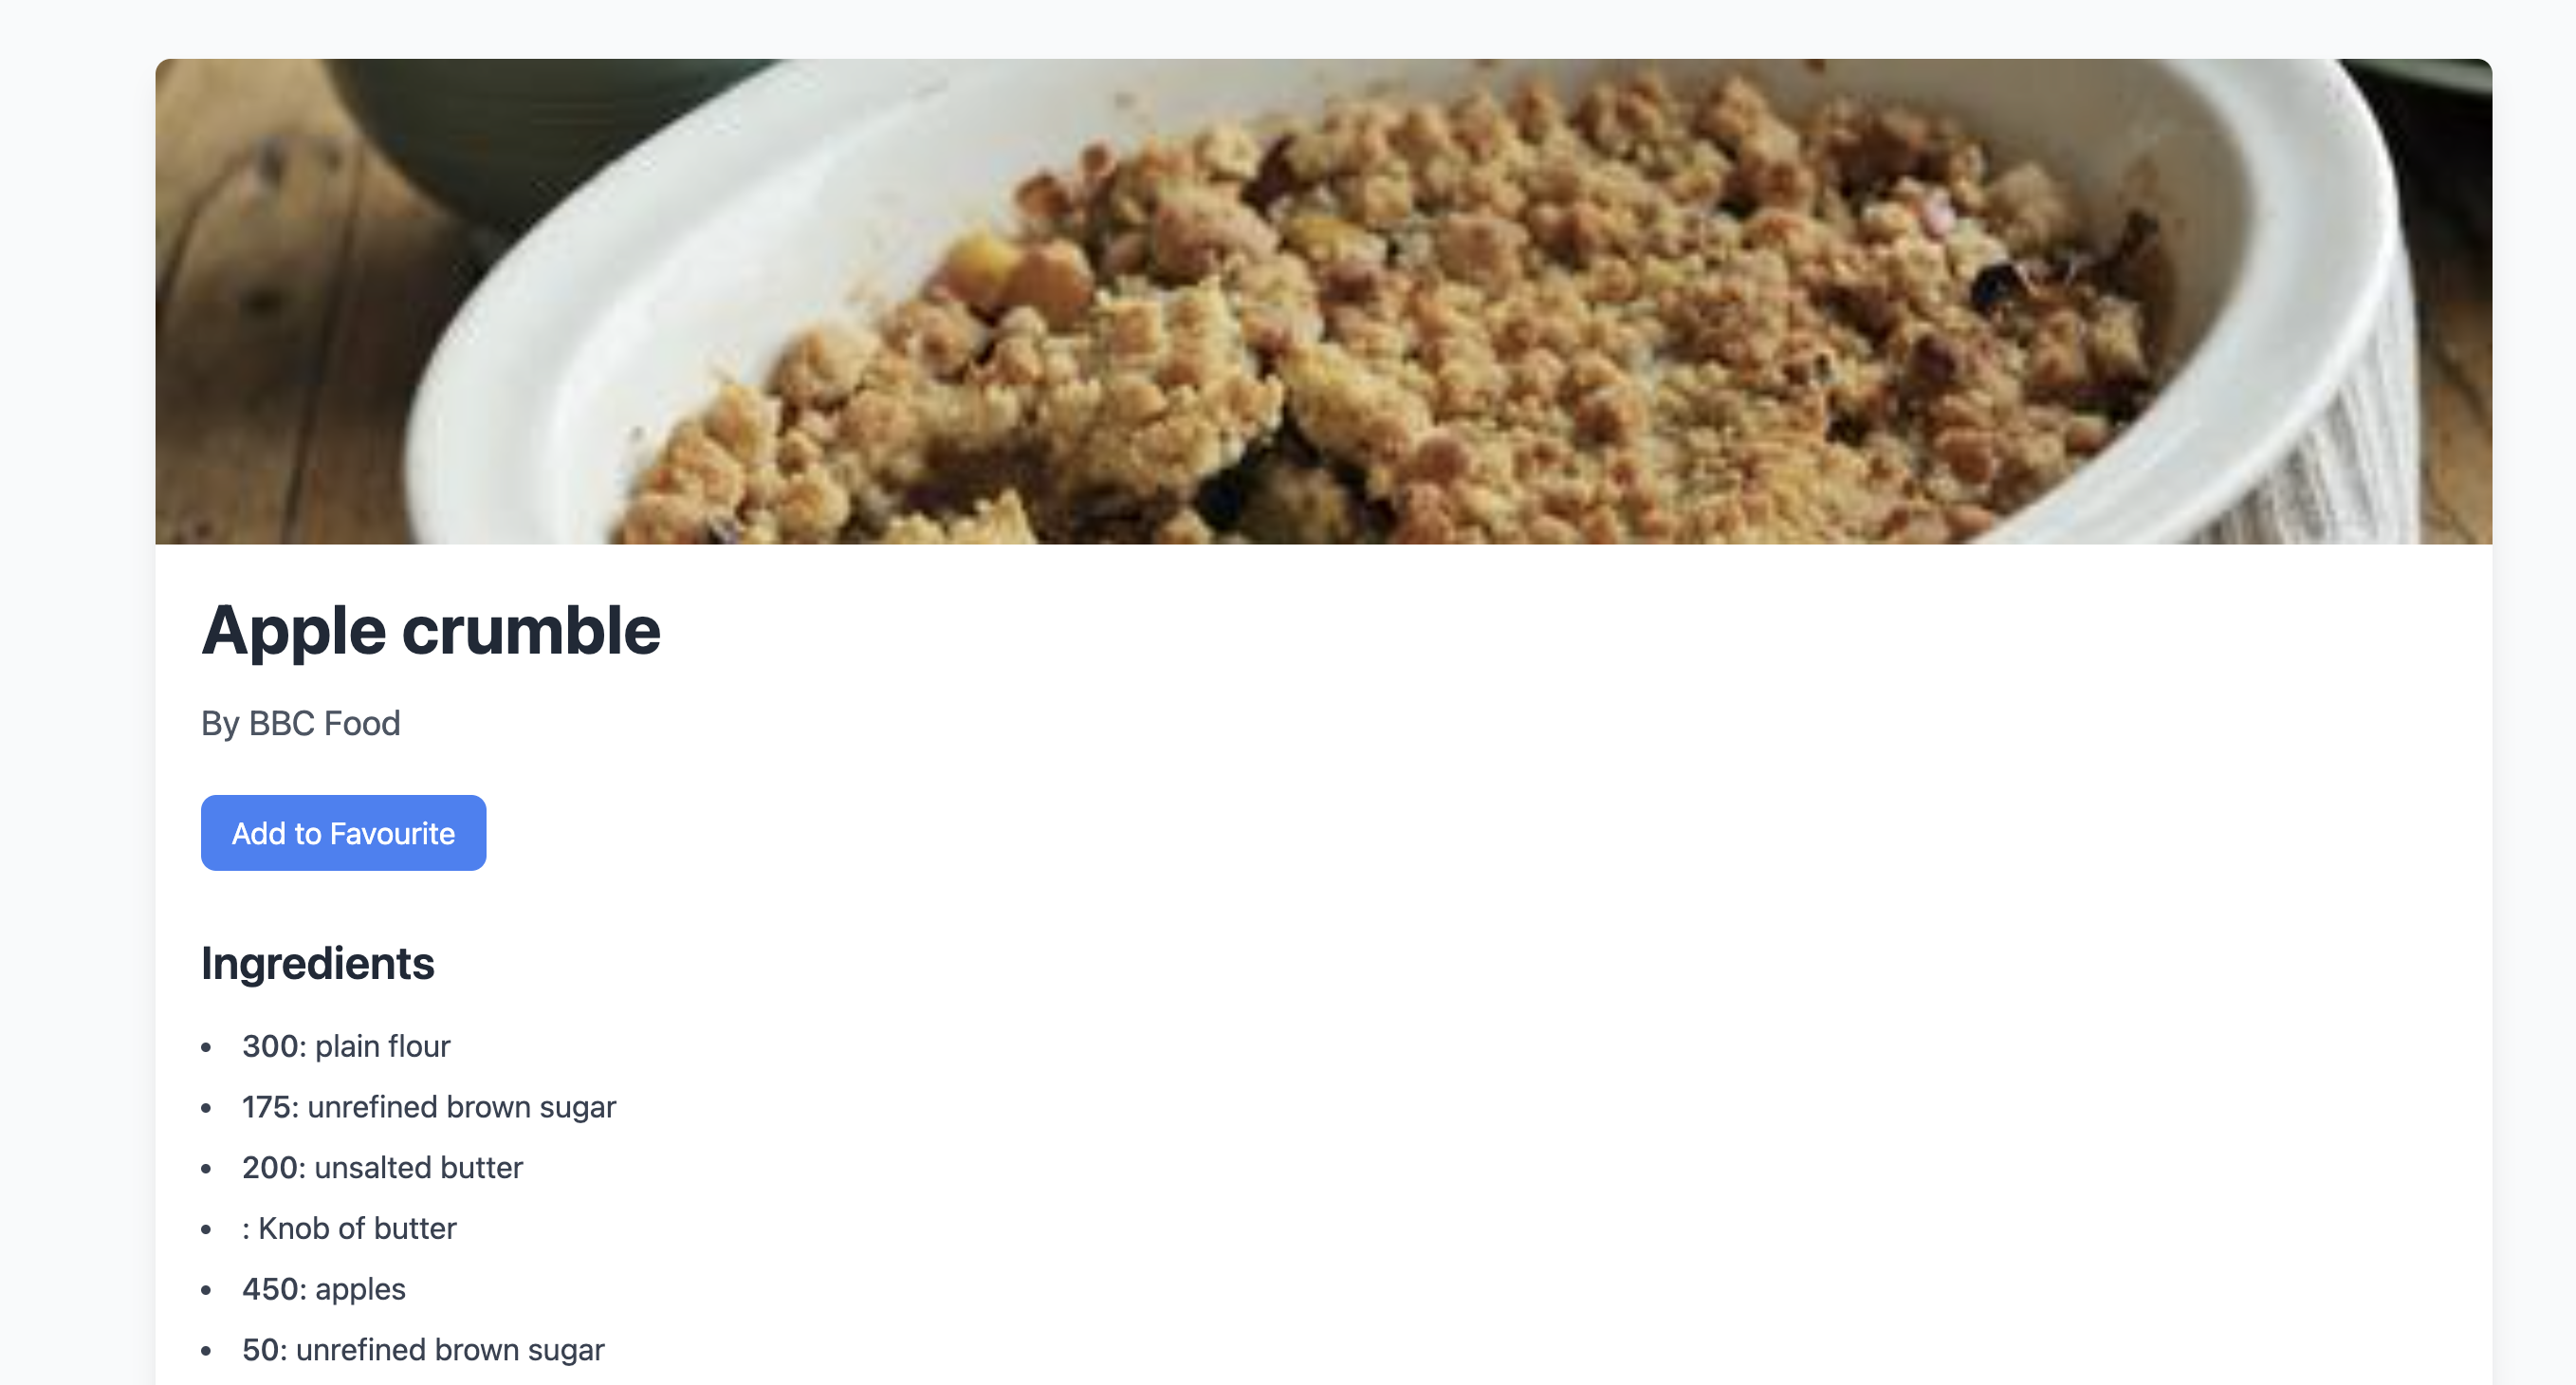 Apple crumble
By BBC Food
Add to Favourite
Ingredients
• 300: plain flour
• 175: unrefined brown sugar
• 200: unsalted butter
• : Knob of butter
• 450: apples
• 50: unrefined brown sugar